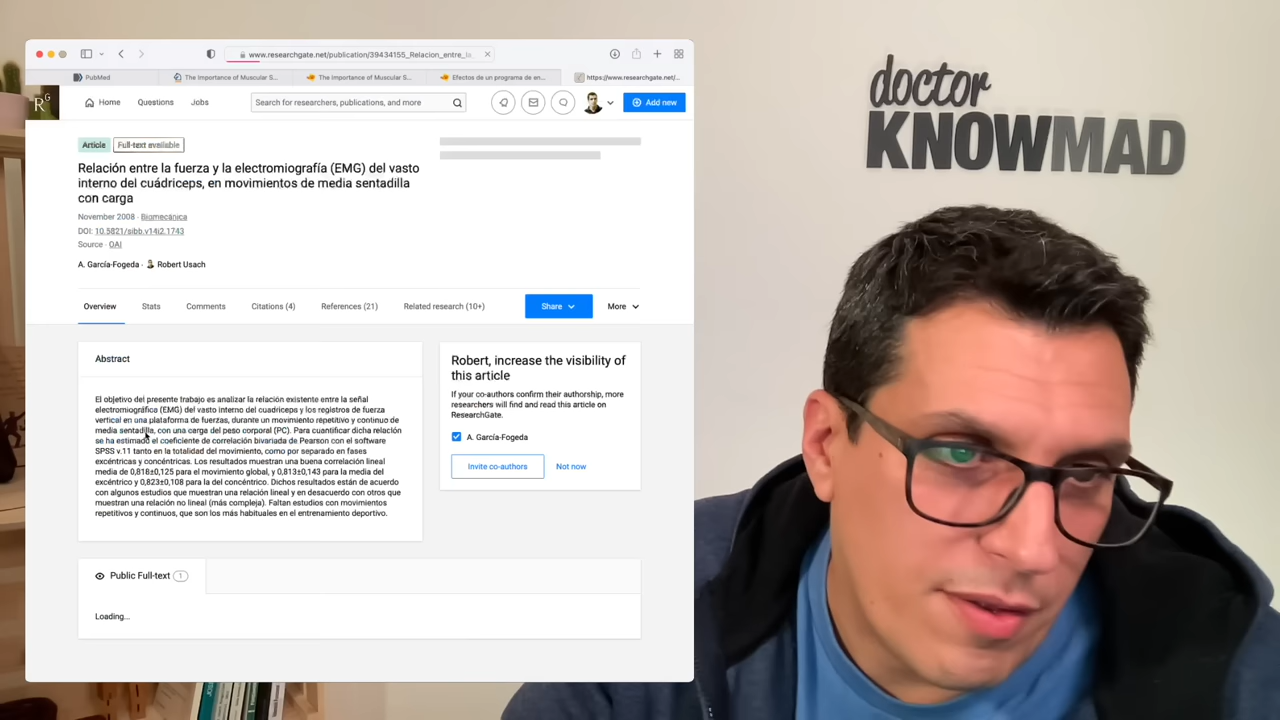 www.researchgate.net/publication/39434155_Relacion_entre_la
PubMed
The Importance of Muscular S...
The Importance of Muscular S...
Efectos de un programa de en...
https://www.researchgate.net/...
RG
Home
Questions
Jobs
Search for researchers, publications, and more
Add new
Article
Full-text available
Relación entre la fuerza y la electromiografía (EMG) del vasto
interno del cuádriceps, en movimientos de media sentadilla
con carga
November 2008 · Biomecánica
DOI: 10.5821/sibb.v14i2.1743
Source · OAI
A. García-Fogeda · Robert Usach
Overview
Stats
Comments
Citations (4)
References (21)
Related research (10+)
Share
More
Abstract
El objetivo del presente trabajo es analizar la relación existente entre la señal
electromiográfica (EMG) del vasto interno del cuadriceps y los registros de fuerza
vertical en una plataforma de fuerzas, durante un movimiento repetitivo y continuo de
media sentadilla, con una carga del peso corporal (PC). Para cuantificar dicha relación
se ha estimado el coeficiente de correlación bivariada de Pearson con el software
SPSS v.11 tanto en la totalidad del movimiento, como por separado en fases
excéntricas y concéntricas. Los resultados muestran una buena correlación lineal
media de 0,818±0,125 para el movimiento global, y 0,813±0,143 para la media del
excéntrico y 0,823±0,108 para la del concéntrico. Dichos resultados están de acuerdo
con algunos estudios que muestran una relación lineal y en desacuerdo con otros que
muestran una relación no lineal (más compleja). Faltan estudios con movimientos
repetitivos y continuos, que son los más habituales en el entrenamiento deportivo.
Robert, increase the visibility of
this article
If your co-authors confirm their authorship, more
researchers will find and read this article on
ResearchGate.
A. García-Fogeda
Invite co-authors
Not now
Public Full-text 1
Loading...
doctor
KNOWMAD